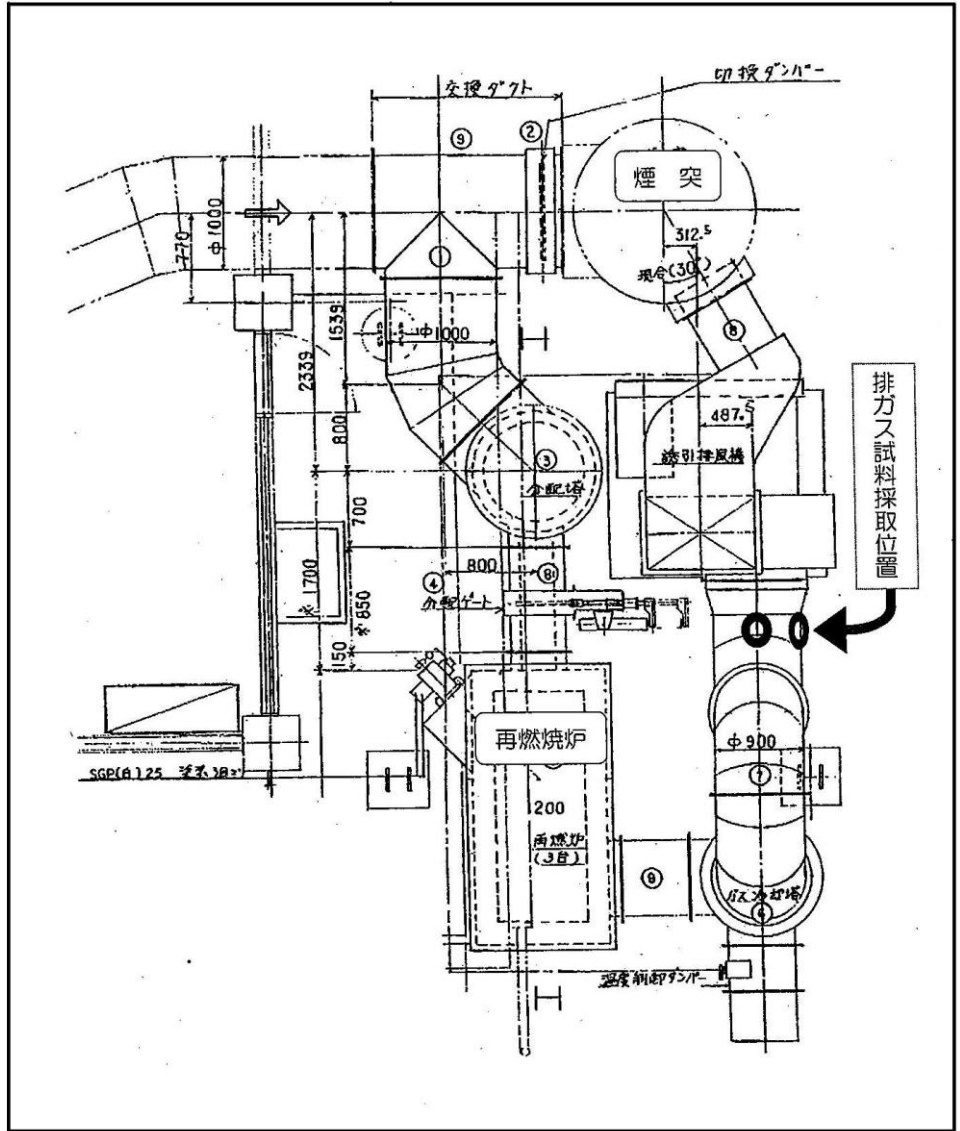 切換ダンパー
交換ダクト
⑨
②
煙 突
312.5
現合(30°)
⑧
φ1000
770
1539
2339
φ1000
800
487.5
誘引排風機
排ガス試料採取位置
③
分配塔
700
④
800
⑧
分配ゲート
※1700
※850
150
再燃焼炉
φ900
⑦
SGP(白)25
200
再燃炉
(3台)
⑨
ガス冷却塔
⑥
温度制御ダンパー